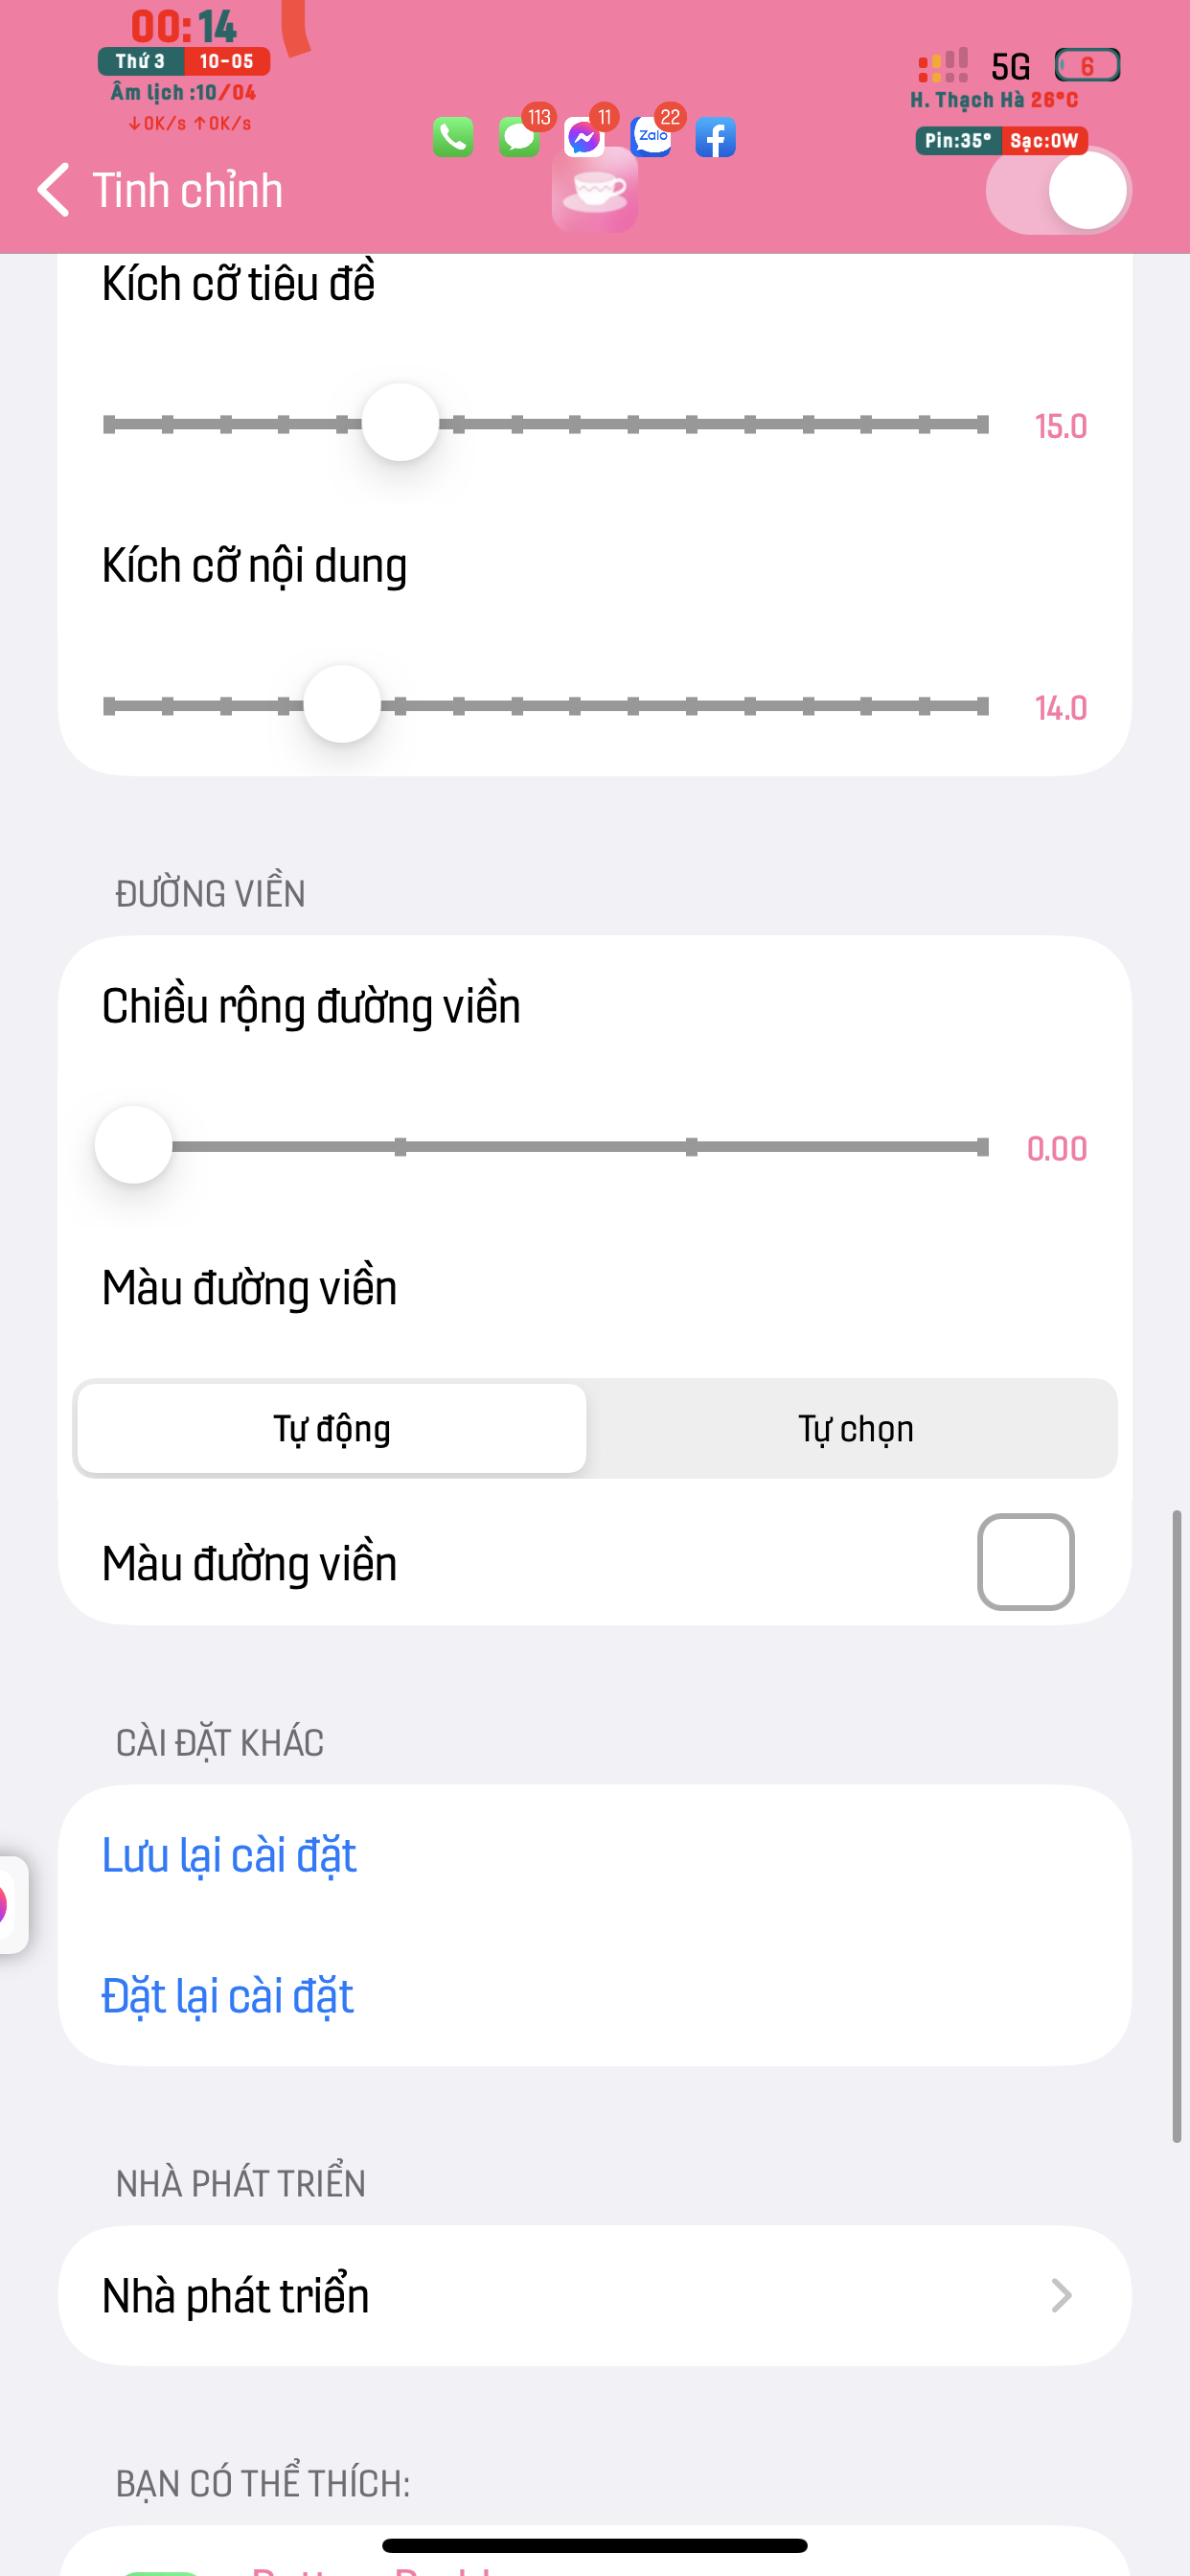 00:14
Thứ 3 10-05
Âm lịch :10/04
↓0K/s ↑0K/s
5G 6
H. Thạch Hà 26°C
Pin:35° Sạc:0W
113 11 22
Zalo
Tinh chỉnh
Kích cỡ tiêu đề
15.0
Kích cỡ nội dung
14.0
ĐƯỜNG VIỀN
Chiều rộng đường viền
0.00
Màu đường viền
Tự động Tự chọn
Màu đường viền
CÀI ĐẶT KHÁC
Lưu lại cài đặt
Đặt lại cài đặt
NHÀ PHÁT TRIỂN
Nhà phát triển
BẠN CÓ THỂ THÍCH: